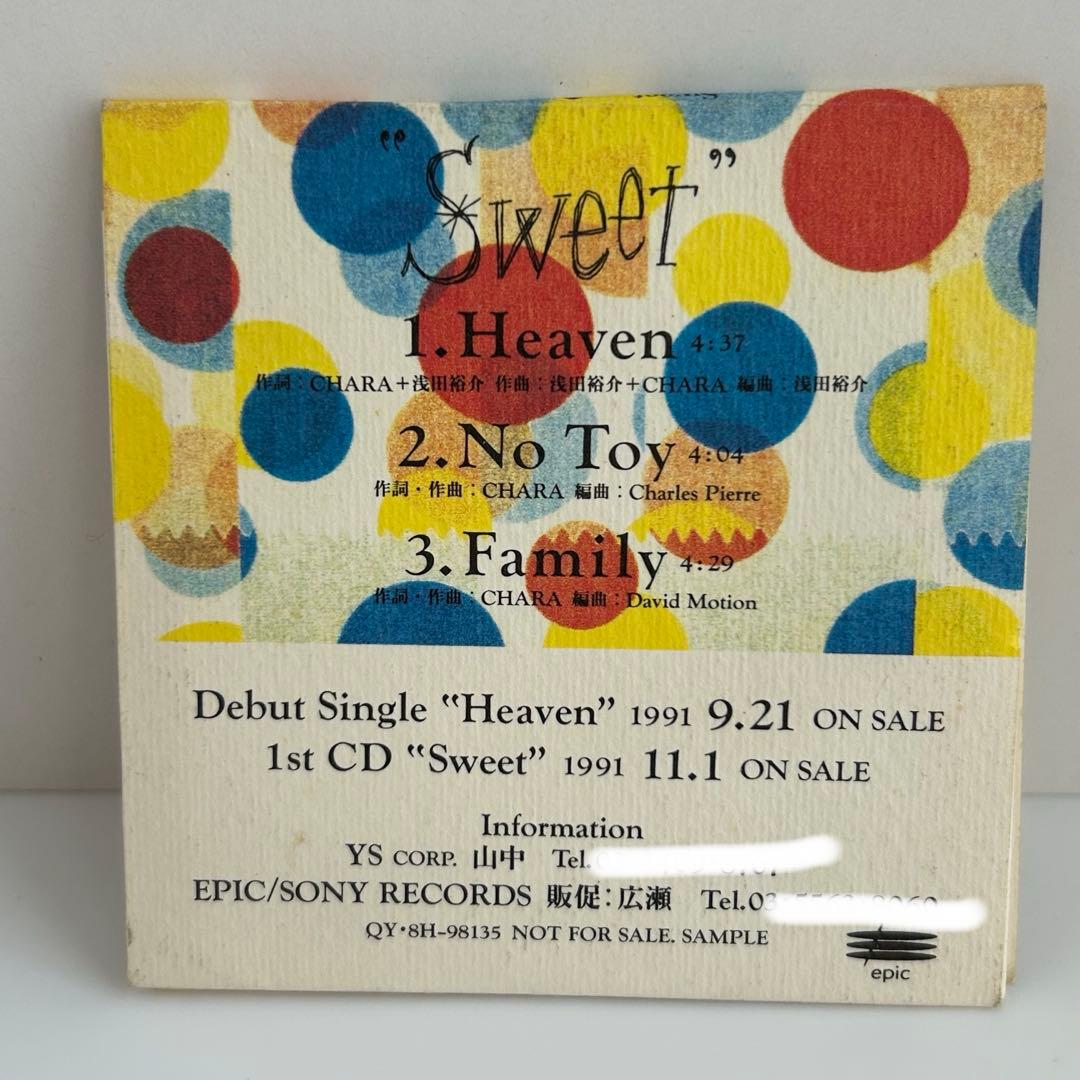 "Sweet"
1.Heaven 4:37
作詞：CHARA＋浅田裕介 作曲：浅田裕介＋CHARA 編曲：浅田裕介
2.No Toy 4:04
作詞・作曲：CHARA 編曲：Charles Pierre
3.Family 4:29
作詞・作曲：CHARA 編曲：David Motion
Debut Single "Heaven" 1991 9.21 ON SALE
1st CD "Sweet" 1991 11.1 ON SALE
Information
YS CORP. 山中 Tel.
EPIC/SONY RECORDS 販促：広瀬 Tel.03
QY・8H-98135 NOT FOR SALE. SAMPLE
epic